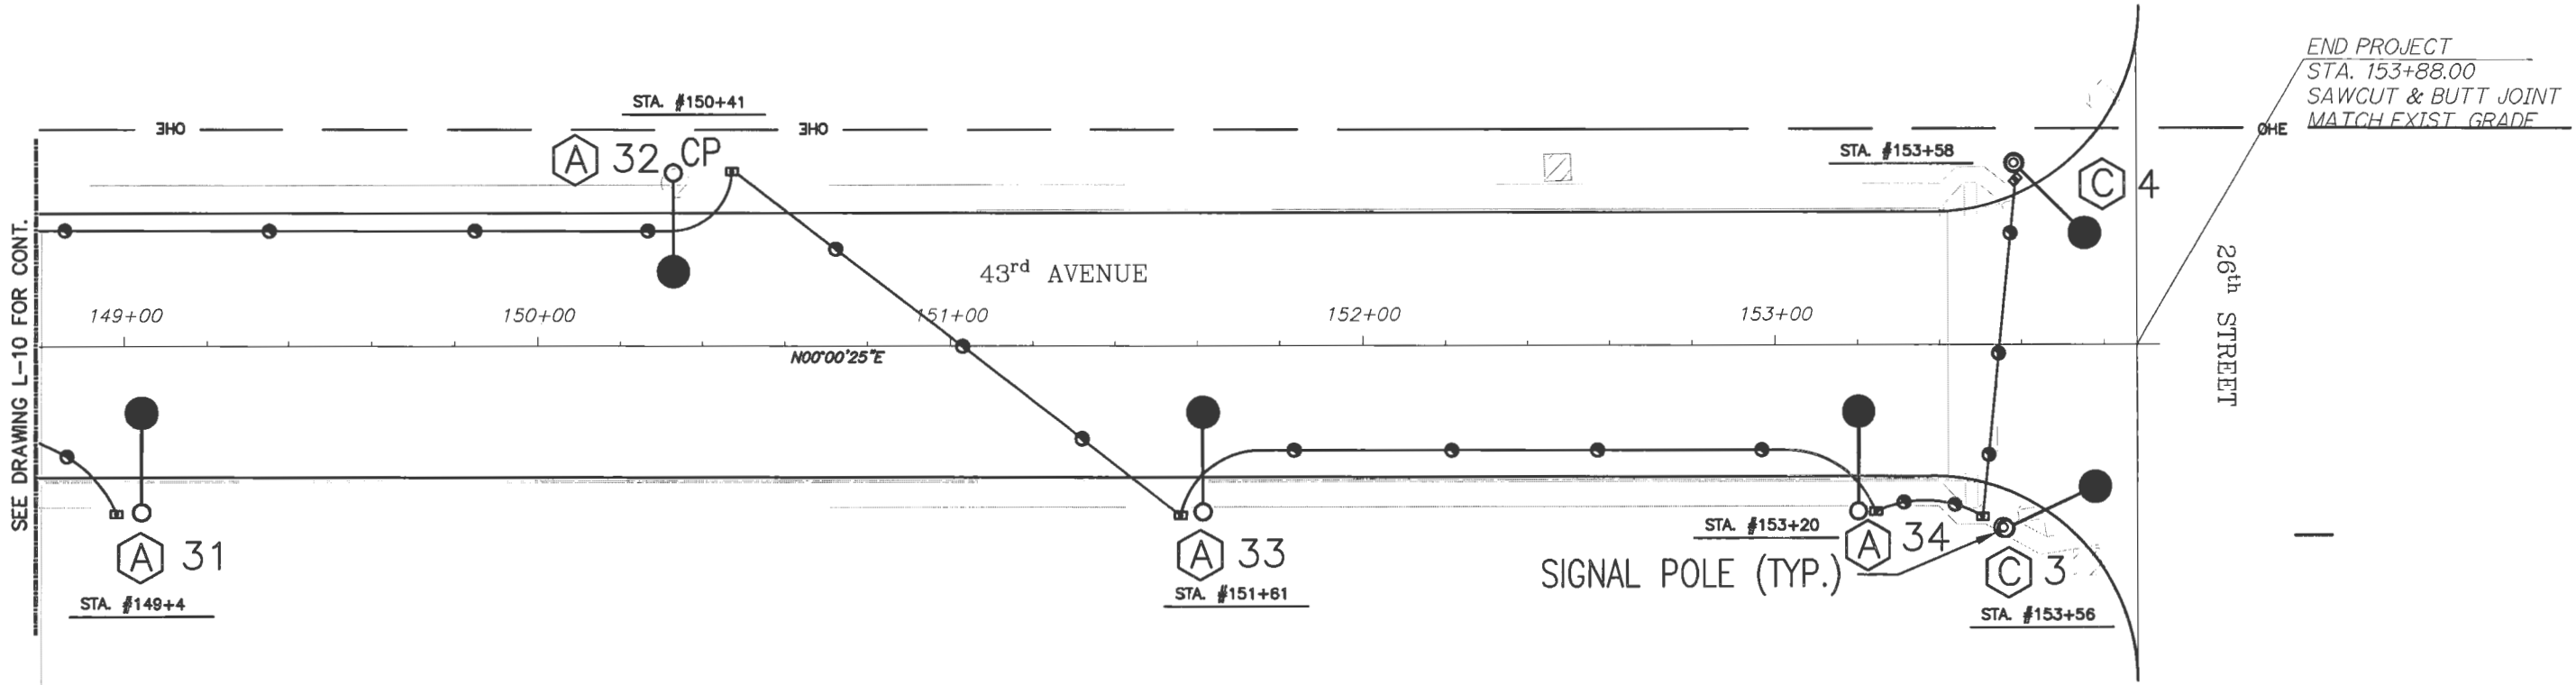 END PROJECT
STA. 153+88.00
SAWCUT & BUTT JOINT
MATCH EXIST GRADE
STA. #150+41
OHE
OHE
OHE
A 32 CP
STA. #153+58
C 4
SEE DRAWING L-10 FOR CONT.
43rd AVENUE
26th STREET
149+00
150+00
151+00
152+00
153+00
N00°00'25"E
A 31
STA. #149+4
A 33
STA. #151+61
STA. #153+20
A 34
SIGNAL POLE (TYP.)
C 3
STA. #153+56